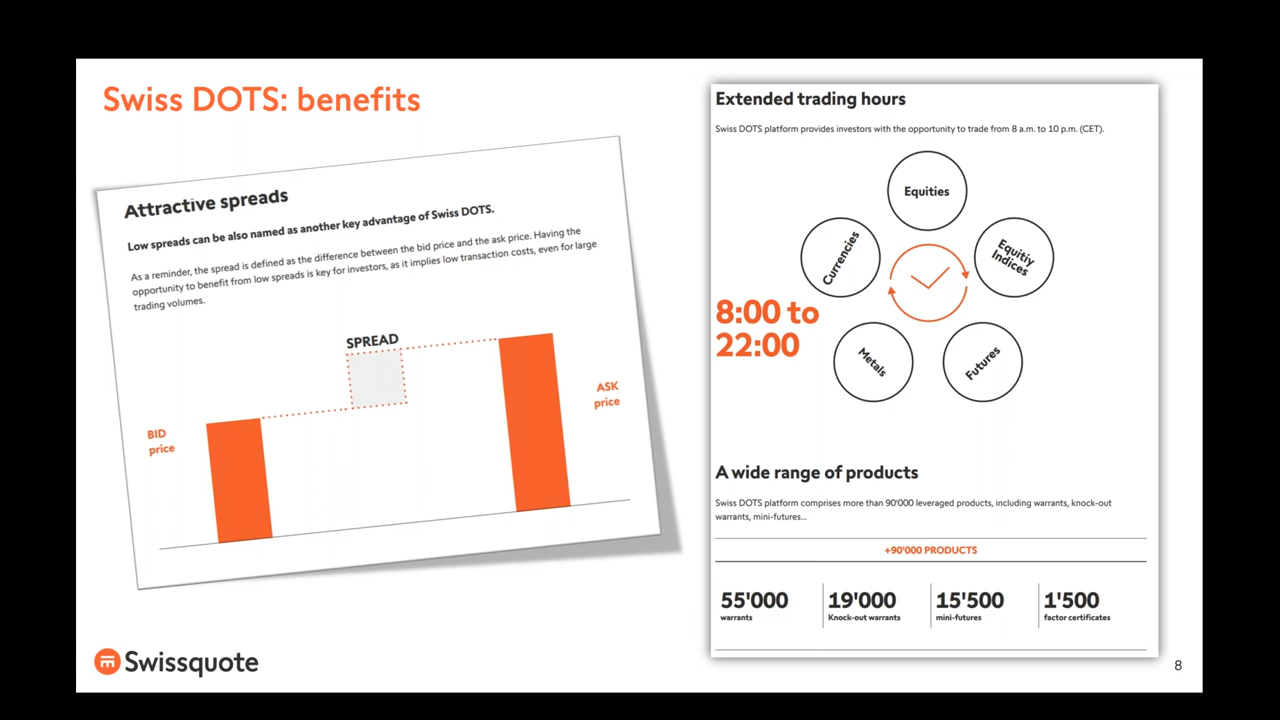 Swiss DOTS: benefits
Attractive spreads
Low spreads can be also named as another key advantage of Swiss DOTS.
As a reminder, the spread is defined as the difference between the bid price and the ask price. Having the
opportunity to benefit from low spreads is key for investors, as it implies low transaction costs, even for large
trading volumes.
SPREAD
BID
price
ASK
price
Extended trading hours
Swiss DOTS platform provides investors with the opportunity to trade from 8 a.m. to 10 p.m. (CET).
Equities
Currencies
Equitiy
Indices
8:00 to
22:00
Metals
Futures
A wide range of products
Swiss DOTS platform comprises more than 90'000 leveraged products, including warrants, knock-out
warrants, mini-futures...
+90'000 PRODUCTS
55'000
warrants
19'000
Knock-out warrants
15'500
mini-futures
1'500
factor certificates
Swissquote
8